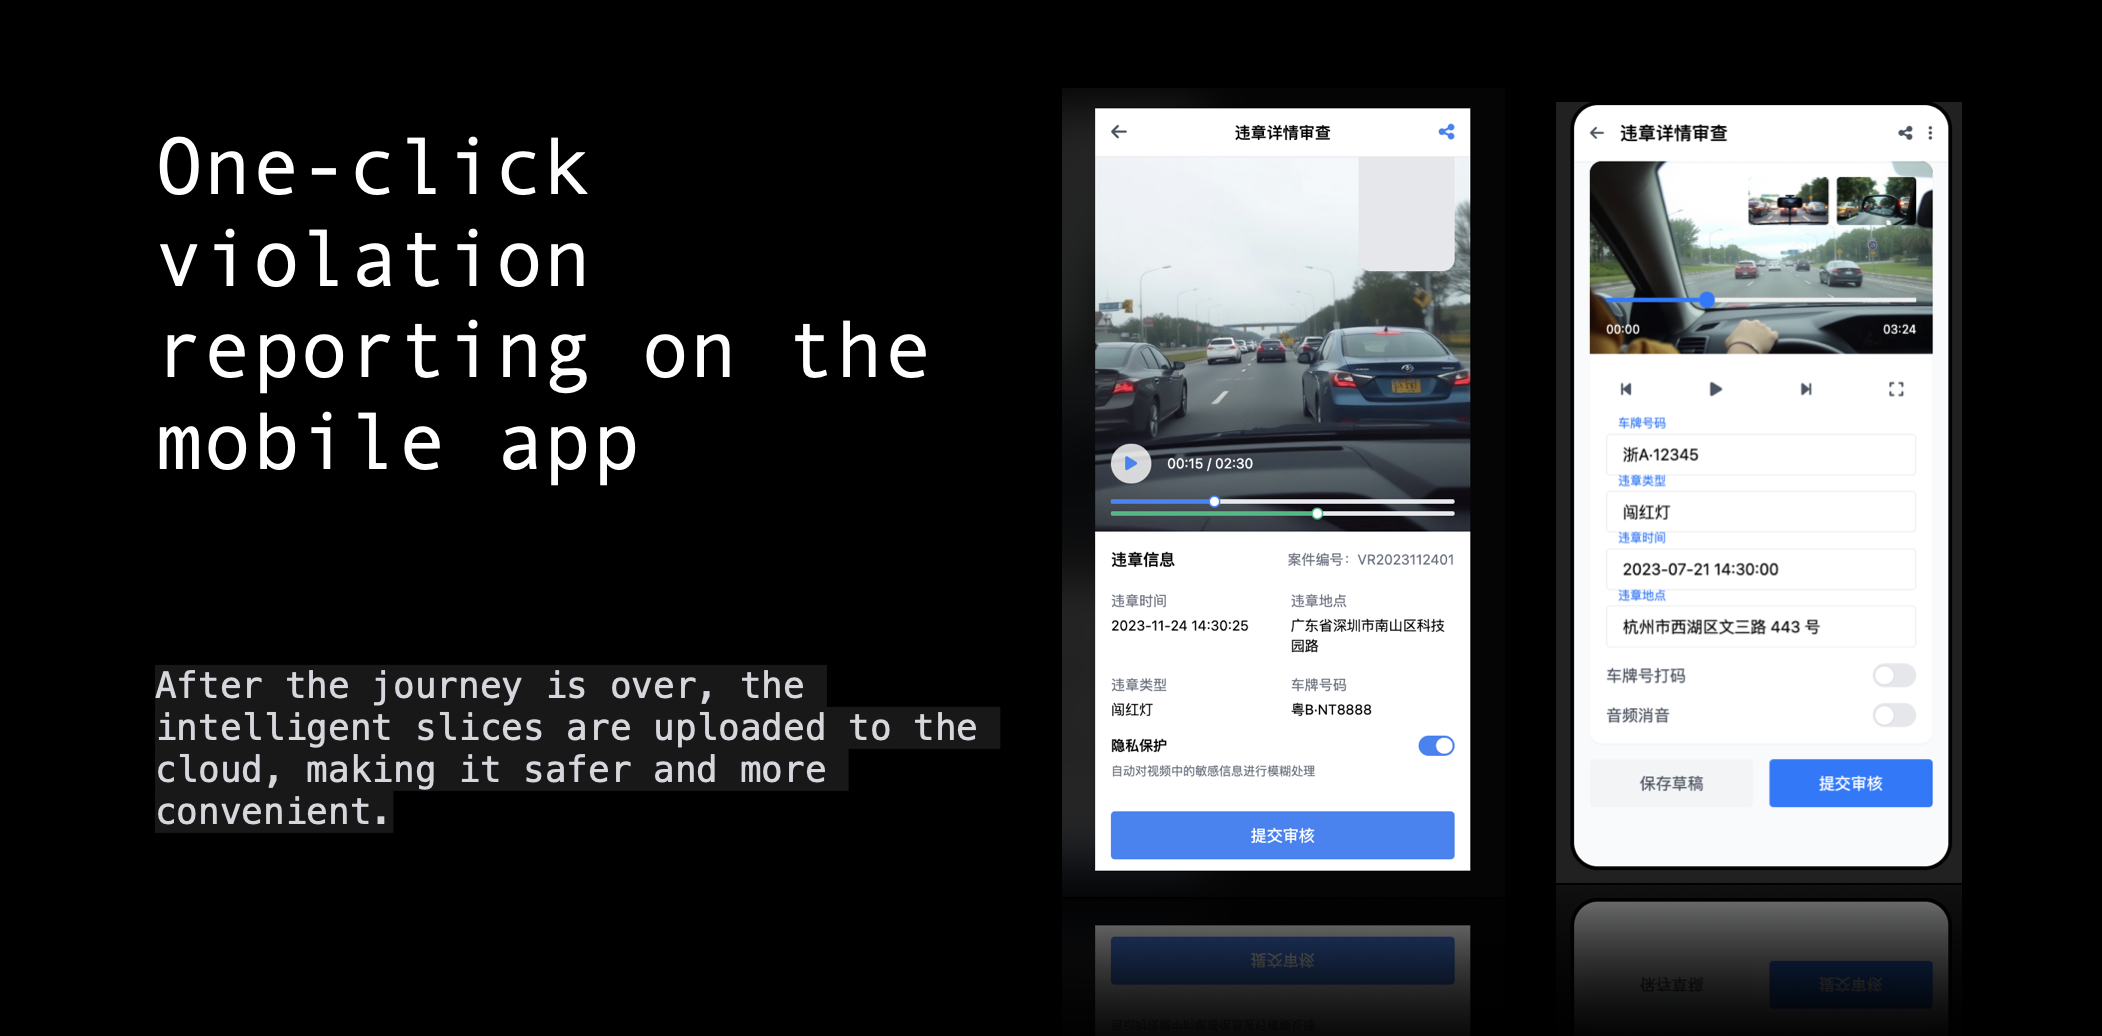 One-click
violation
reporting on the
mobile app
After the journey is over, the
intelligent slices are uploaded to the
cloud, making it safer and more
convenient.
违章详情审查
00:15 / 02:30
违章信息
案件编号：VR2023112401
违章时间
违章地点
2023-11-24 14:30:25
广东省深圳市南山区科技
园路
违章类型
车牌号码
闯红灯
粤B·NT8888
隐私保护
自动对视频中的敏感信息进行模糊处理
提交审核
违章详情审查
00:00
03:24
车牌号码
浙A·12345
违章类型
闯红灯
违章时间
2023-07-21 14:30:00
违章地点
杭州市西湖区文三路 443 号
车牌号打码
音频消音
保存草稿
提交审核